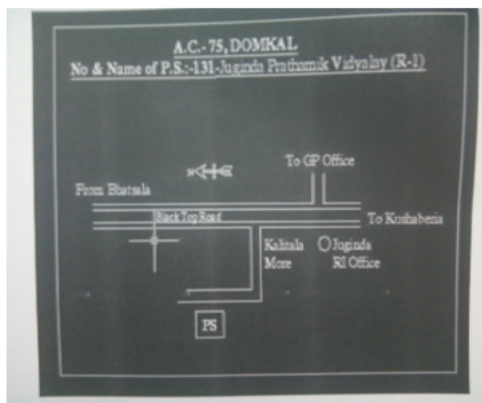 A.C.-75, DOMKAL
No & Name of P.S.:-131-Juginda Prathamik Vidyalay (R-1)
To GP Office
From Bhatsala
Black Top Road
To Kushaberia
Kalitala
More
Juginda
RI Office
PS